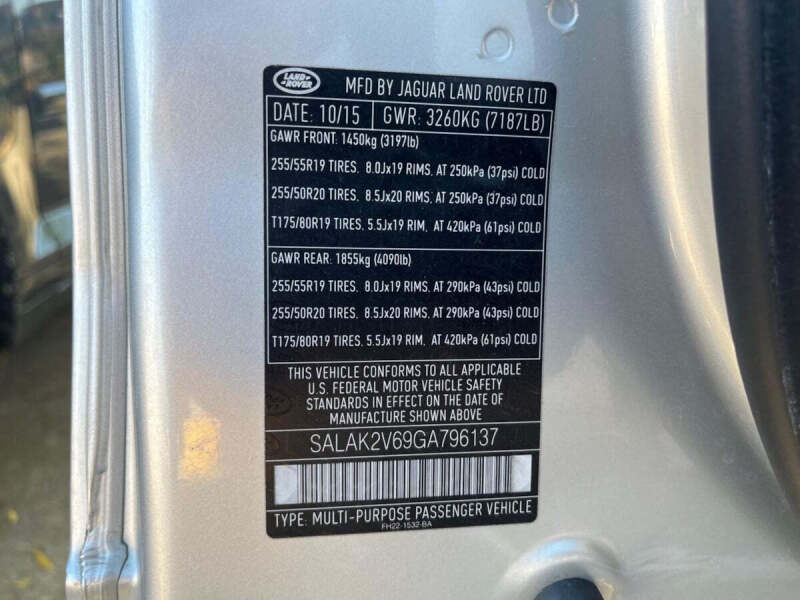 LAND ROVER MFD BY JAGUAR LAND ROVER LTD
DATE: 10/15 GWR: 3260KG (7187LB)
GAWR FRONT: 1450kg (3197lb)
255/55R19 TIRES. 8.0Jx19 RIMS. AT 250kPa (37psi) COLD
255/50R20 TIRES. 8.5Jx20 RIMS. AT 250kPa (37psi) COLD
T175/80R19 TIRES. 5.5Jx19 RIM. AT 420kPa (61psi) COLD
GAWR REAR: 1855kg (4090lb)
255/55R19 TIRES. 8.0Jx19 RIMS. AT 290kPa (43psi) COLD
255/50R20 TIRES. 8.5Jx20 RIMS. AT 290kPa (43psi) COLD
T175/80R19 TIRES. 5.5Jx19 RIM. AT 420kPa (61psi) COLD
THIS VEHICLE CONFORMS TO ALL APPLICABLE
U.S. FEDERAL MOTOR VEHICLE SAFETY
STANDARDS IN EFFECT ON THE DATE OF
MANUFACTURE SHOWN ABOVE
SALAK2V69GA796137
TYPE: MULTI-PURPOSE PASSENGER VEHICLE
FH22-1532-BA